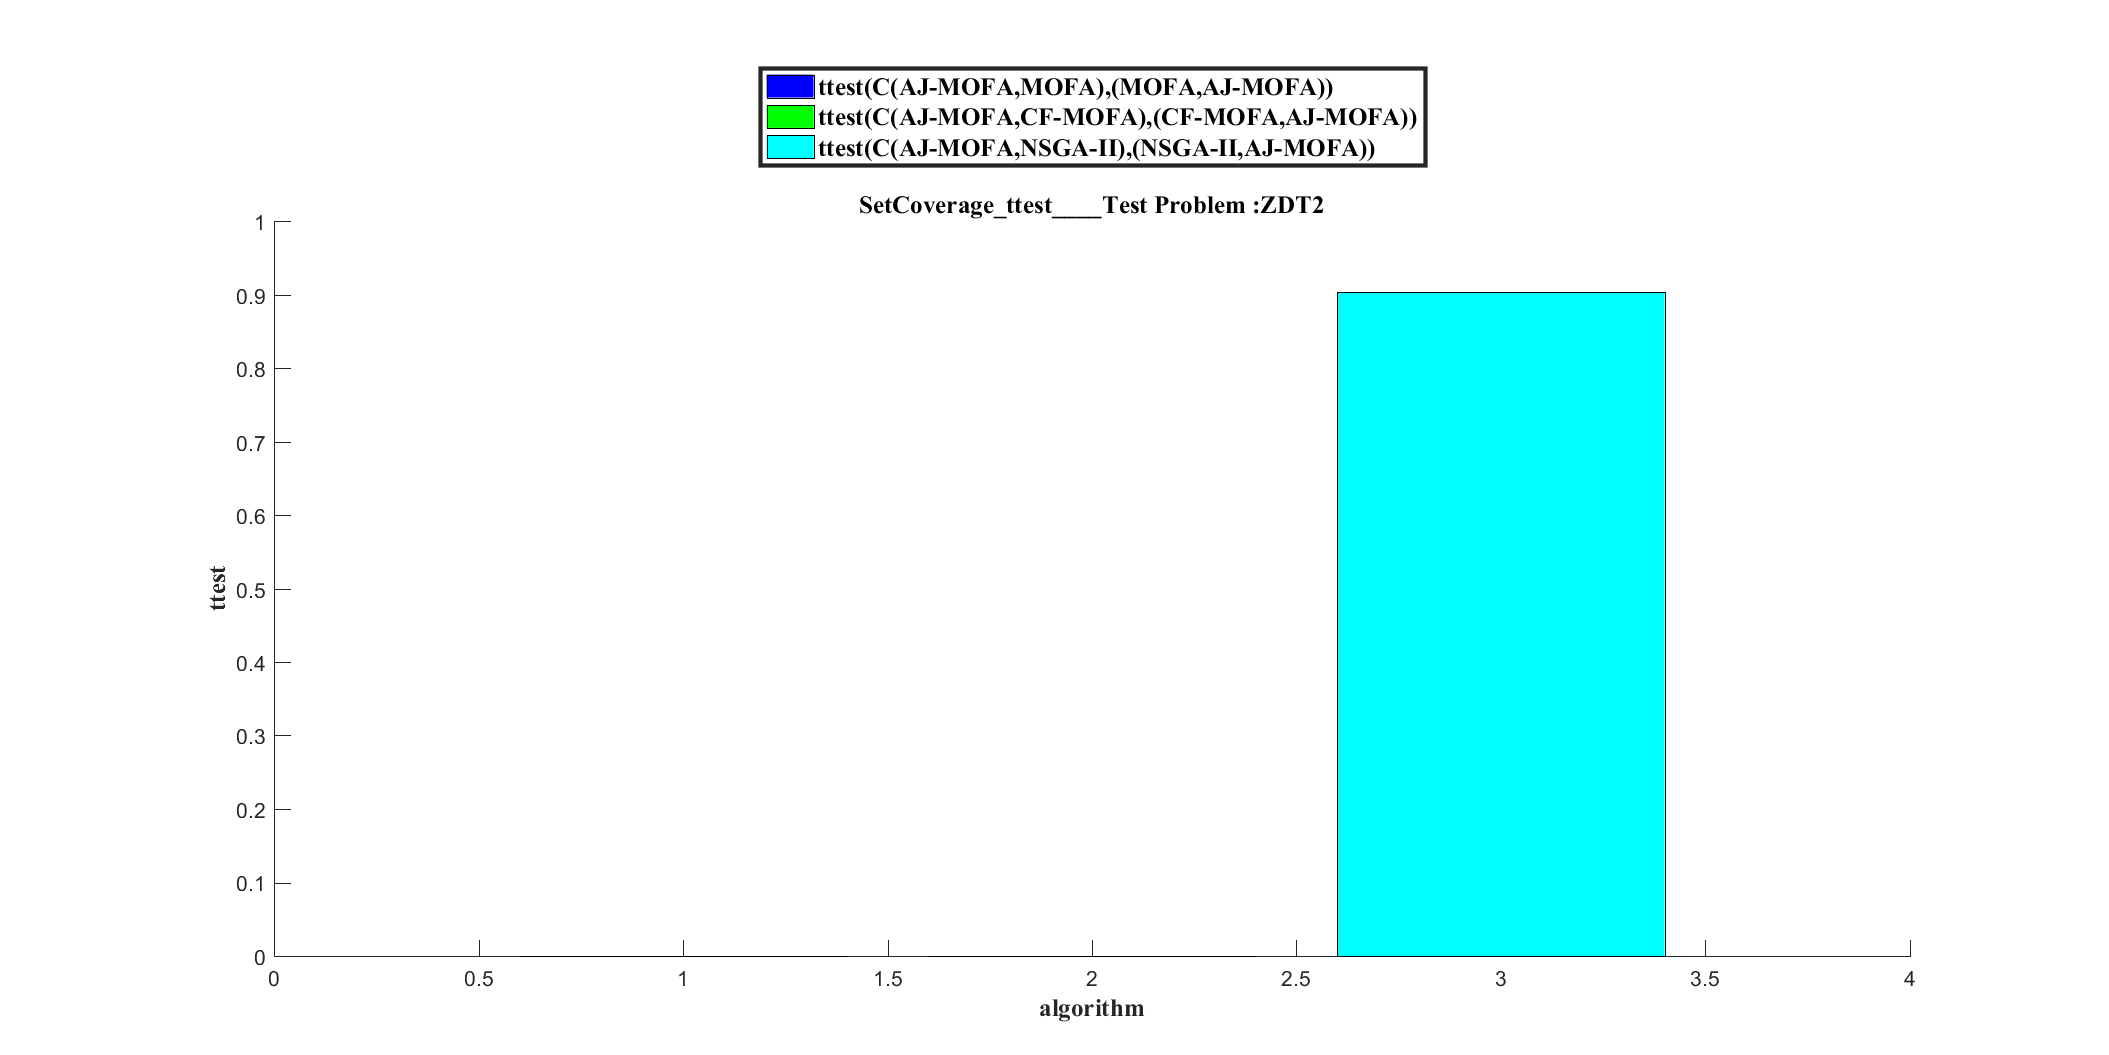 ttest(C(AJ-MOFA,MOFA),(MOFA,AJ-MOFA))
ttest(C(AJ-MOFA,CF-MOFA),(CF-MOFA,AJ-MOFA))
ttest(C(AJ-MOFA,NSGA-II),(NSGA-II,AJ-MOFA))
SetCoverage_ttest____Test Problem :ZDT2
1
0.9
0.8
0.7
0.6
0.5
0.4
0.3
0.2
0.1
0
ttest
0 0.5 1 1.5 2 2.5 3 3.5 4
algorithm